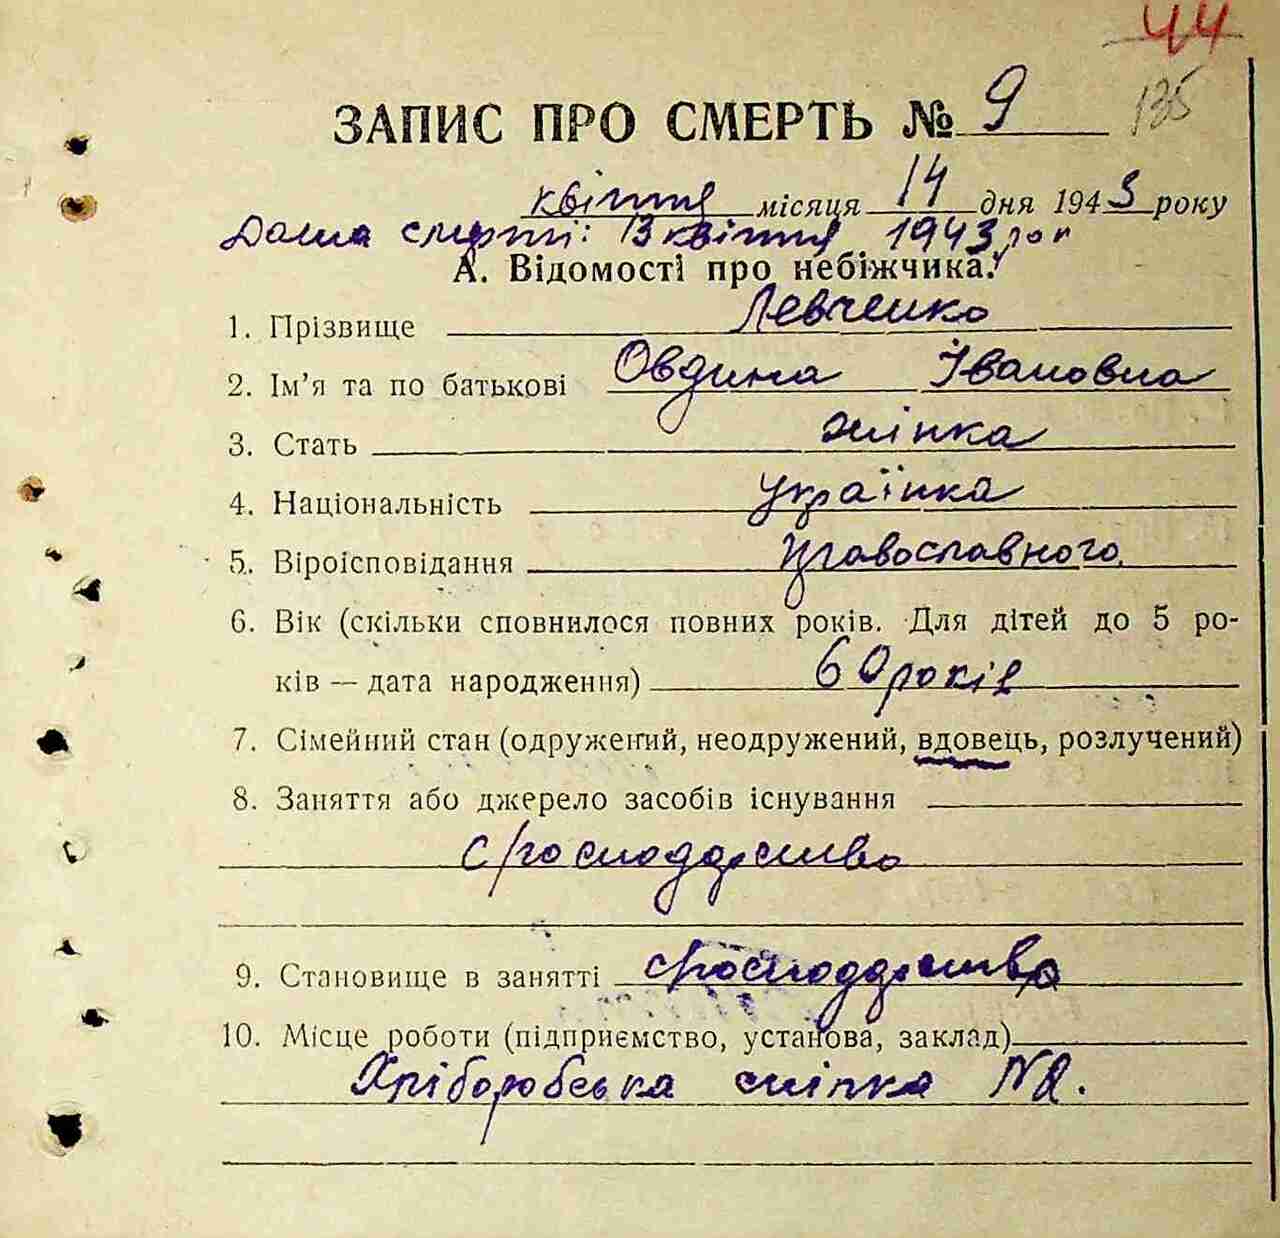 44
135
ЗАПИС ПРО СМЕРТЬ № 9
квітня місяця 14 дня 1943 року
Дата смерті: 13 квітня 1943 рок
А. Відомості про небіжчика.
1. Прізвище Левченко
2. Ім'я та по батькові Овдина Івановна
3. Стать жінка
4. Національність українка
5. Віроісповідання православного
6. Вік (скільки сповнилося повних років. Для дітей до 5 ро-
ків — дата народження) 60 років
7. Сімейний стан (одружений, неодружений, вдовець, розлучений)
8. Заняття або джерело засобів існування
с/господарство
9. Становище в занятті с/господарство
10. Місце роботи (підприємство, установа, заклад)
Хліборобська спілка №